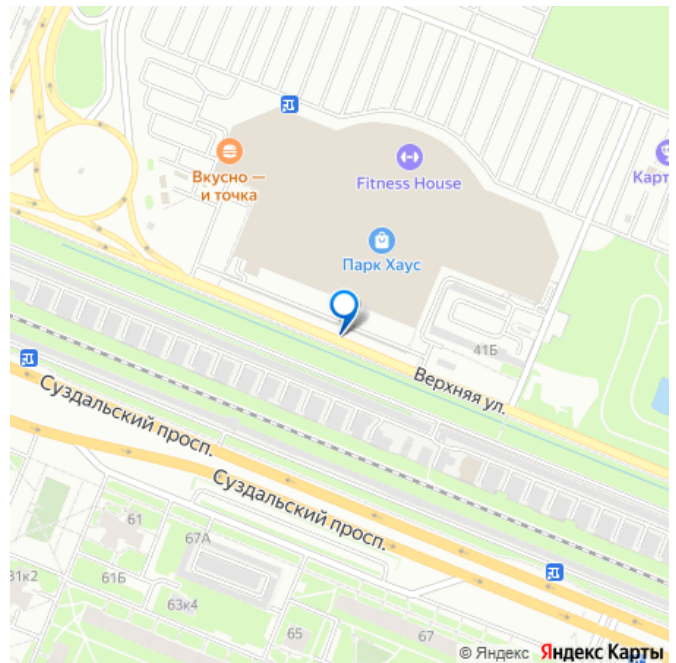 Вкусно —
и точка
Fitness House
Карт
Парк Хаус
41Б
Верхняя ул.
Суздальский просп.
Суздальский просп.
61
67А
31к2
61Б
63к4
65
67
© Яндекс Яндекс Карты